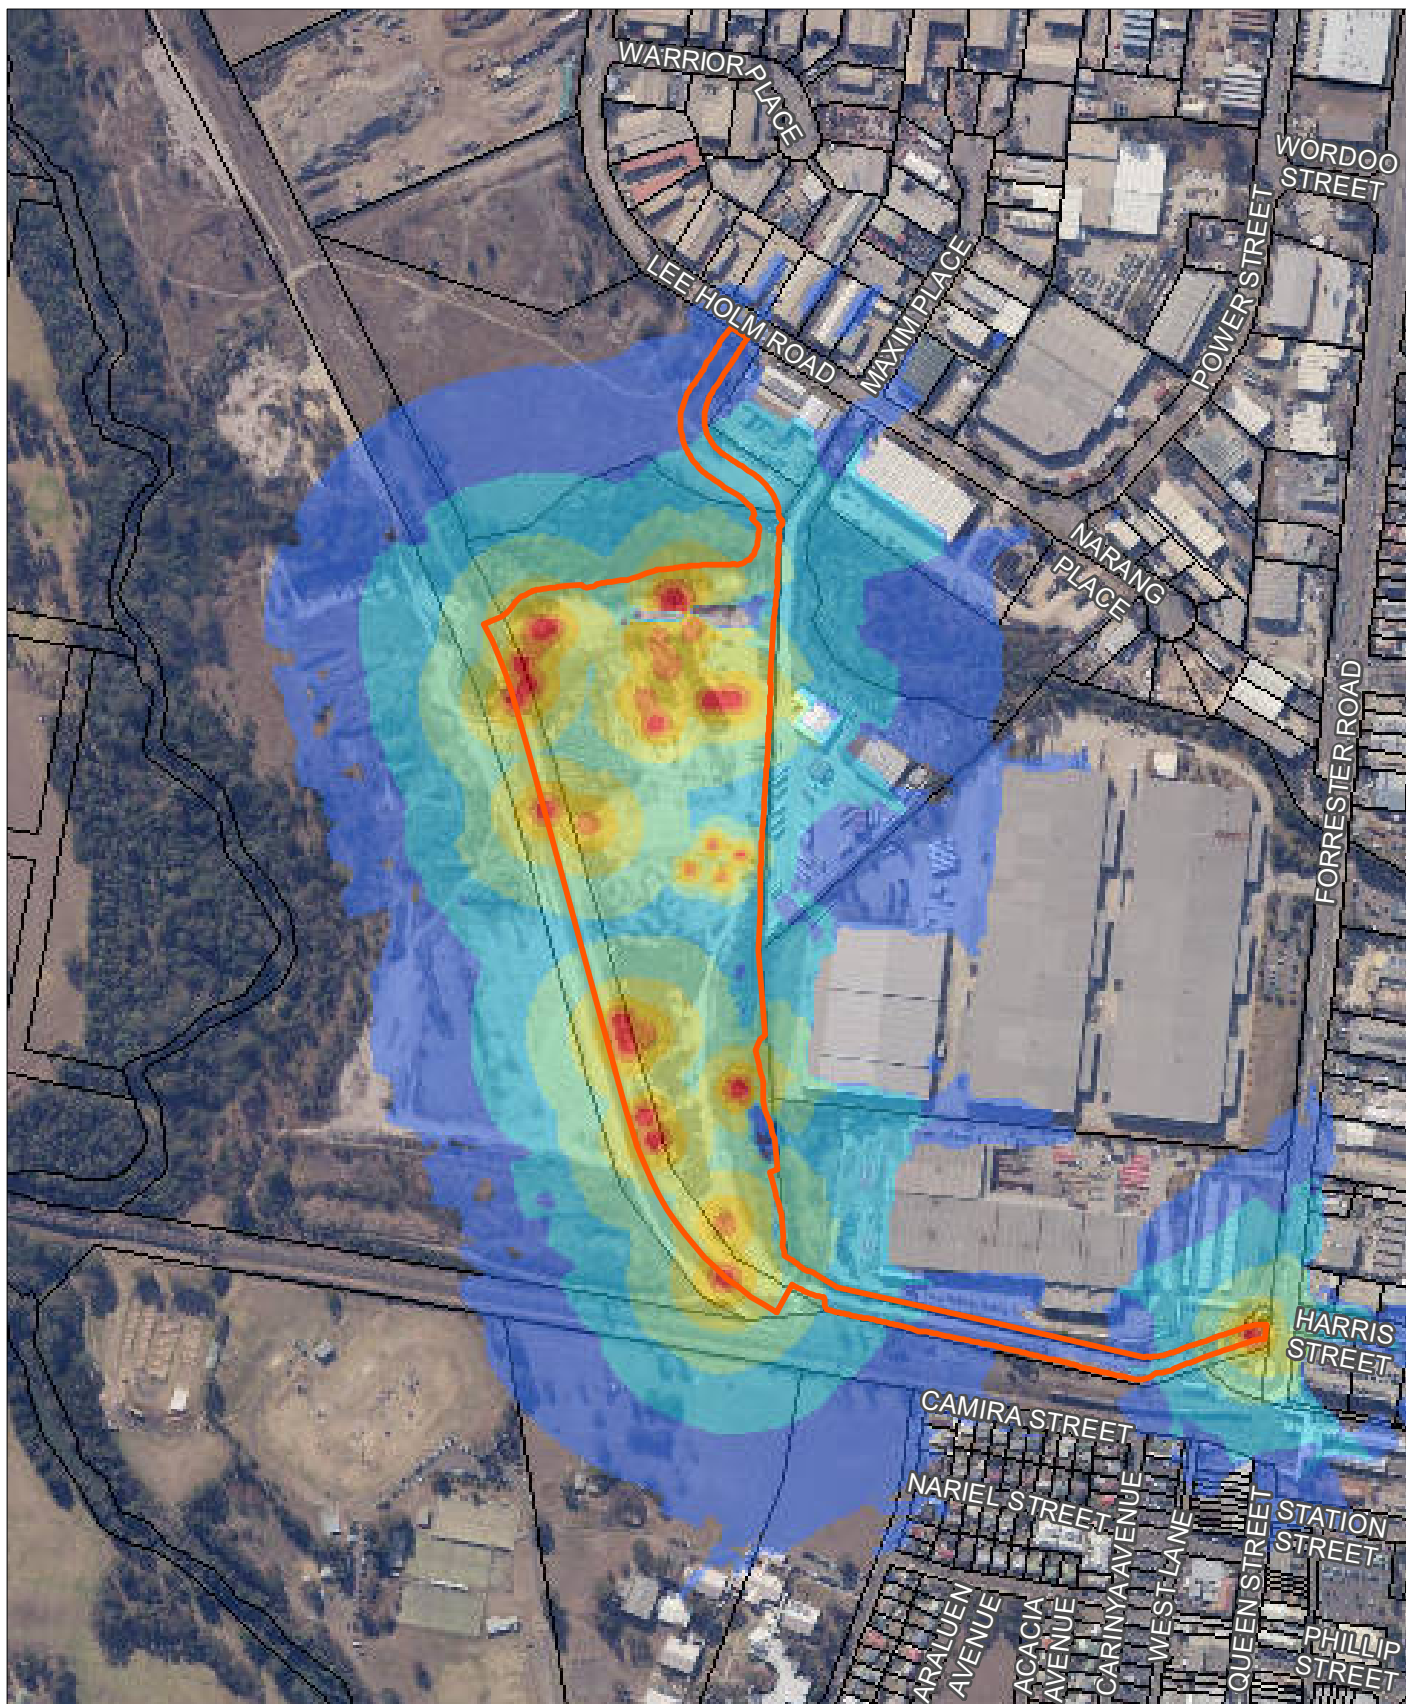 WARRIOR PLACE
WORDOO
STREET
LEE HOLM ROAD
MAXIM PLACE
POWER STREET
NARANG
PLACE
FORRESTER ROAD
HARRIS
STREET
CAMIRA STREET
NARIEL STREET
STATION
STREET
ARALUEN
AVENUE
ACACIA
AVENUE
CARINYA AVENUE
WEST LANE
QUEEN STREET
PHILLIP
STREET